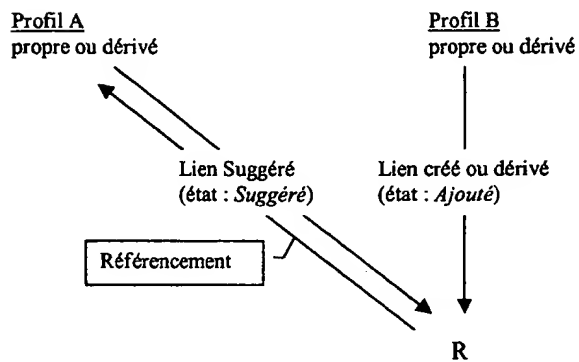 Profil A
propre ou dérivé
Profil B
propre ou dérivé
Lien Suggéré
(état : Suggéré)
Lien créé ou dérivé
(état : Ajouté)
Référencement
R